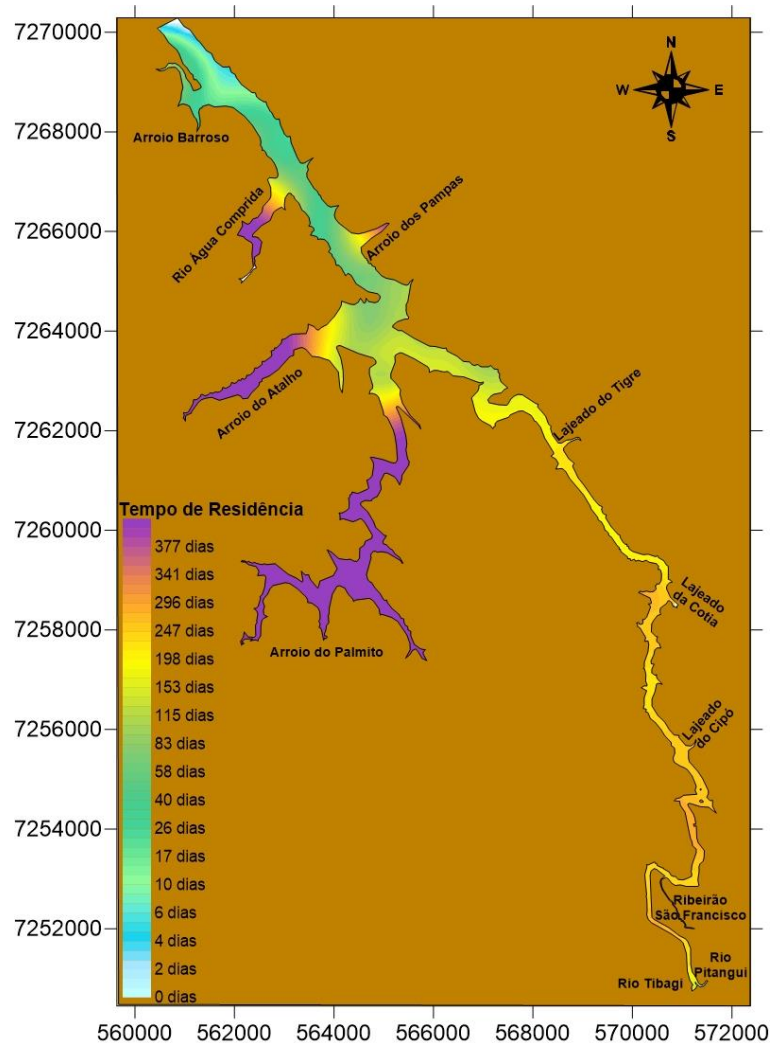 7270000
7268000
7266000
7264000
7262000
7260000
7258000
7256000
7254000
7252000
N
W
E
S
Arroio Barroso
Rio Água Comprida
Arroio dos Pampas
Arroio do Atalho
Lajeado do Tigre
Tempo de Residência
377 dias
341 dias
296 dias
247 dias
198 dias
153 dias
115 dias
83 dias
58 dias
40 dias
26 dias
17 dias
10 dias
6 dias
4 dias
2 dias
0 dias
Lajeado
da Cotia
Arroio do Palmito
Lajeado
do Cipó
Ribeirão
São Francisco
Rio
Pitangui
Rio Tibagi
560000
562000
564000
566000
568000
570000
572000